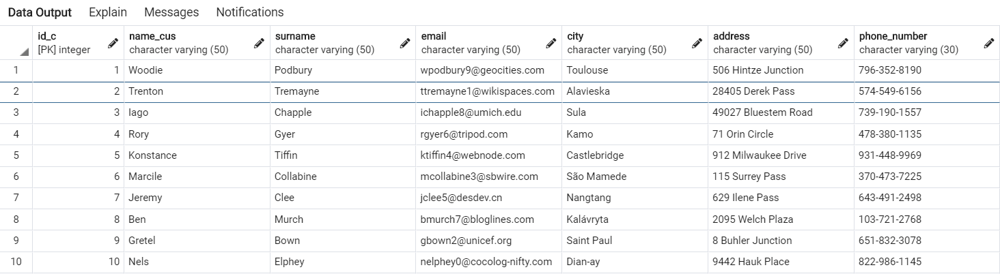 Data Output Explain Messages Notifications
id_c name_cus surname email city address phone_number
[PK] integer character varying (50) character varying (50) character varying (50) character varying (50) character varying (50) character varying (30)
1 1 Woodie Podbury wpodbury9@geocities.com Toulouse 506 Hintze Junction 796-352-8190
2 2 Trenton Tremayne ttremayne1@wikispaces.com Alavieska 28405 Derek Pass 574-549-6156
3 3 Iago Chapple ichapple8@umich.edu Sula 49027 Bluestem Road 739-190-1557
4 4 Rory Gyer rgyer6@tripod.com Kamo 71 Orin Circle 478-380-1135
5 5 Konstance Tiffin ktiffin4@webnode.com Castlebridge 912 Milwaukee Drive 931-448-9969
6 6 Marcile Collabine mcollabine3@sbwire.com São Mamede 115 Surrey Pass 370-473-7225
7 7 Jeremy Clee jclee5@desdev.cn Nangtang 629 Ilene Pass 643-491-2498
8 8 Ben Murch bmurch7@bloglines.com Kalávryta 2095 Welch Plaza 103-721-2768
9 9 Gretel Bown gbown2@unicef.org Saint Paul 8 Buhler Junction 651-832-3078
10 10 Nels Elphey nelphey0@cocolog-nifty.com Dian-ay 9442 Hauk Place 822-986-1145